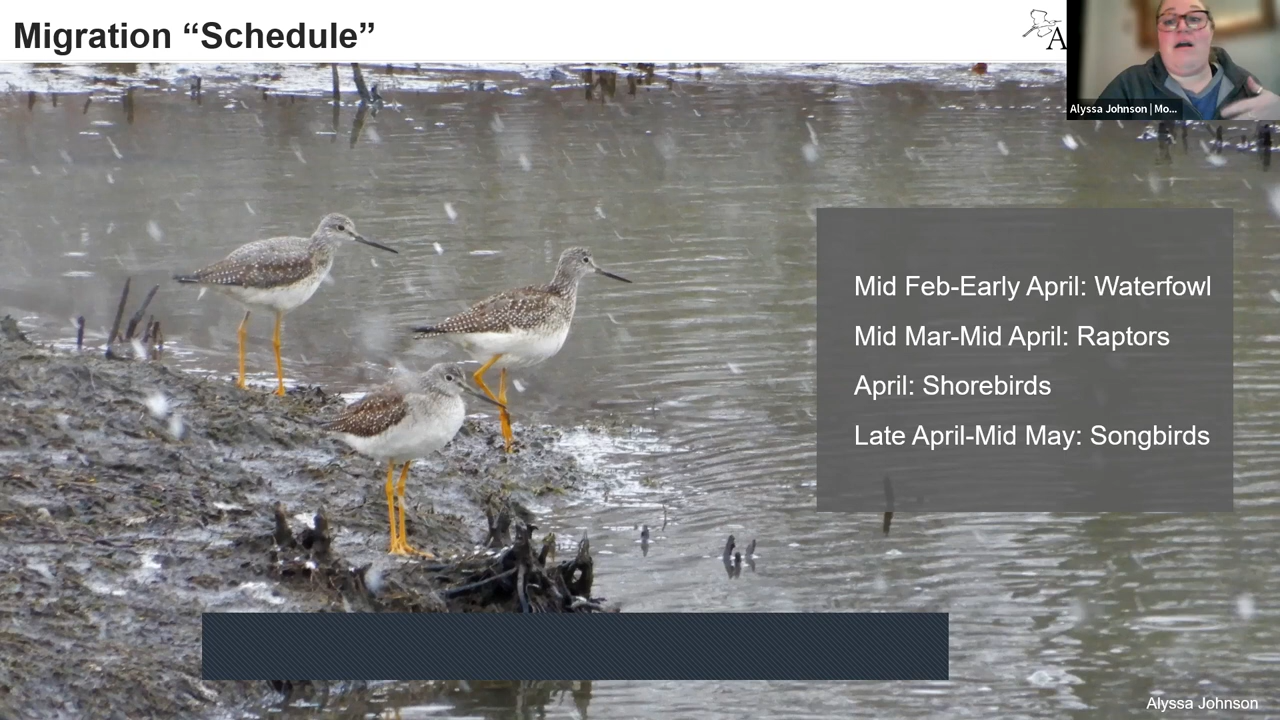 Migration “Schedule”
A
Alyssa Johnson | Mo...
Mid Feb-Early April: Waterfowl
Mid Mar-Mid April: Raptors
April: Shorebirds
Late April-Mid May: Songbirds
Alyssa Johnson